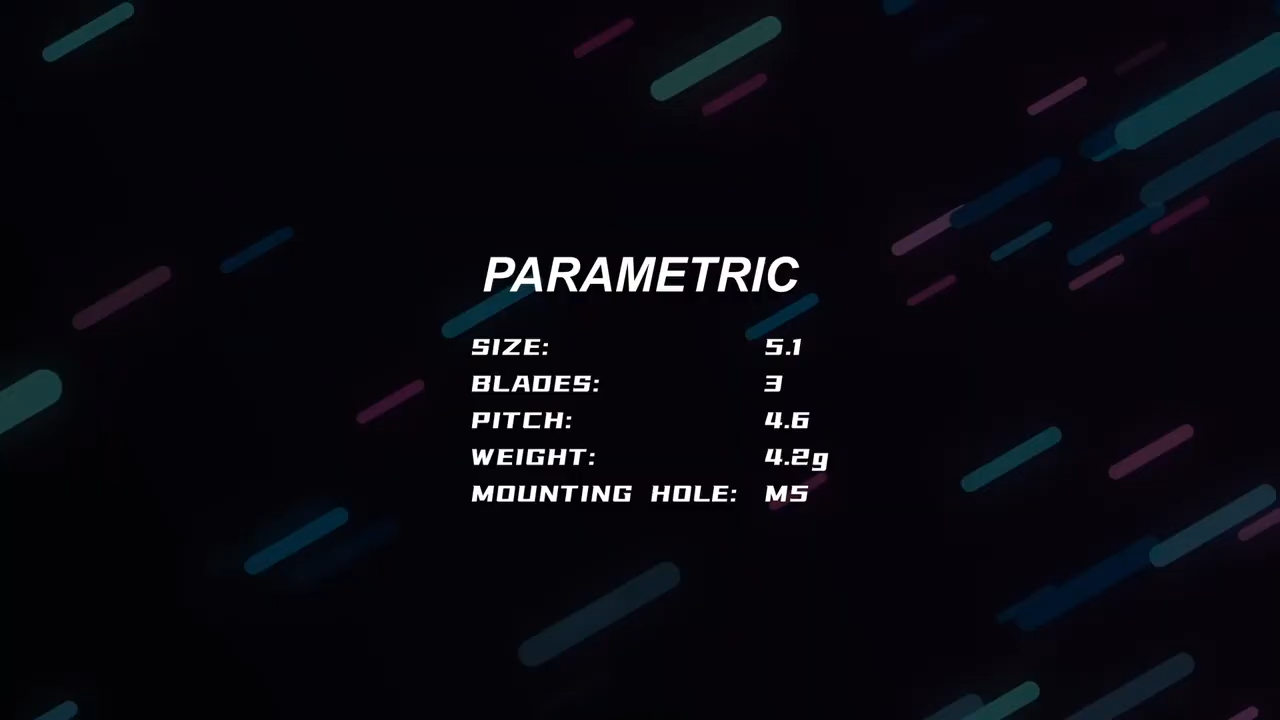 PARAMETRIC
SIZE: 5.1
BLADES: 3
PITCH: 4.6
WEIGHT: 4.2g
MOUNTING HOLE: M5